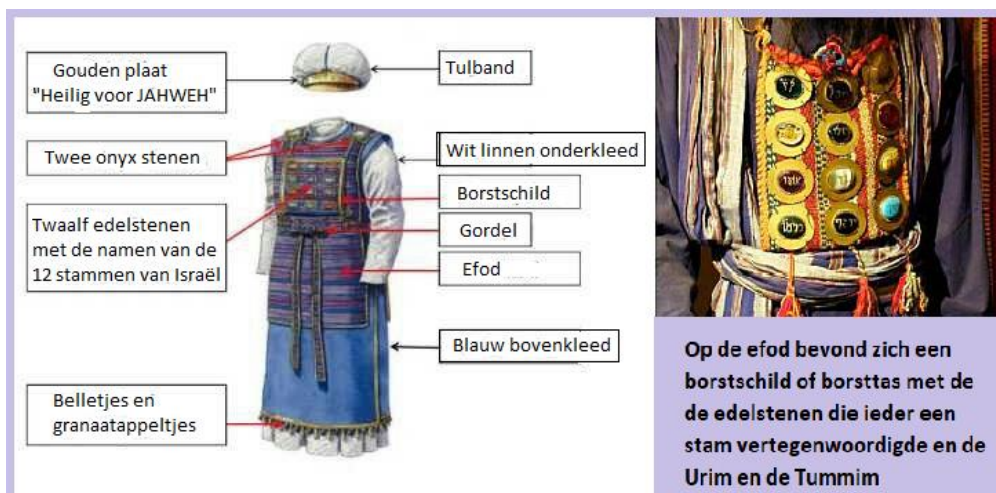 Gouden plaat
"Heilig voor JAHWEH"
Twee onyx stenen
Twaalf edelstenen
met de namen van de
12 stammen van Israël
Belletjes en
granaatappeltjes
Tulband
Wit linnen onderkleed
Borstschild
Gordel
Efod
Blauw bovenkleed
Op de efod bevond zich een
borstschild of borsttas met de
de edelstenen die ieder een
stam vertegenwoordigde en de
Urim en de Tummim